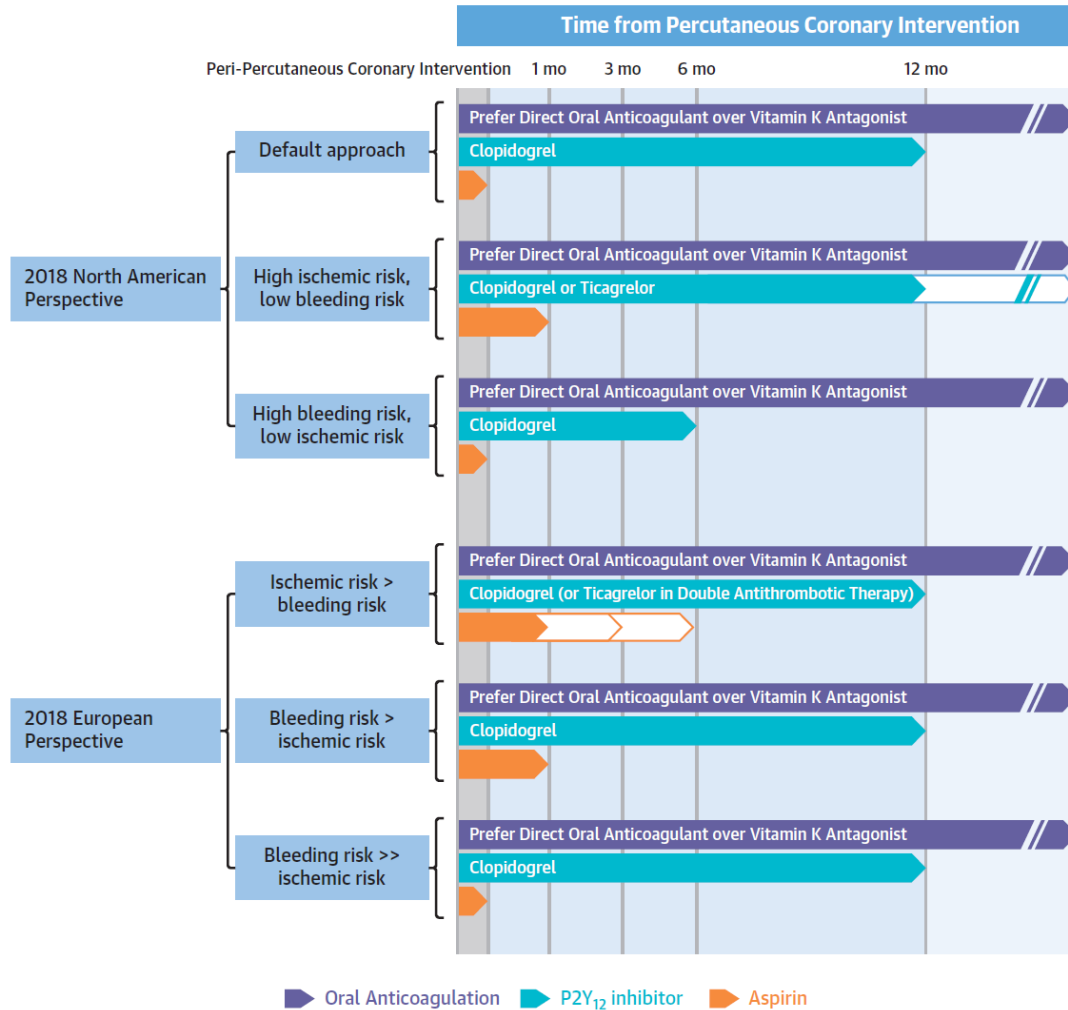 Time from Percutaneous Coronary Intervention
Peri-Percutaneous Coronary Intervention 1 mo 3 mo 6 mo 12 mo
2018 North American
Perspective
Default approach
Prefer Direct Oral Anticoagulant over Vitamin K Antagonist
Clopidogrel
High ischemic risk,
low bleeding risk
Prefer Direct Oral Anticoagulant over Vitamin K Antagonist
Clopidogrel or Ticagrelor
High bleeding risk,
low ischemic risk
Prefer Direct Oral Anticoagulant over Vitamin K Antagonist
Clopidogrel
2018 European
Perspective
Ischemic risk >
bleeding risk
Prefer Direct Oral Anticoagulant over Vitamin K Antagonist
Clopidogrel (or Ticagrelor in Double Antithrombotic Therapy)
Bleeding risk >
ischemic risk
Prefer Direct Oral Anticoagulant over Vitamin K Antagonist
Clopidogrel
Bleeding risk >>
ischemic risk
Prefer Direct Oral Anticoagulant over Vitamin K Antagonist
Clopidogrel
Oral Anticoagulation P2Y₁₂ inhibitor Aspirin